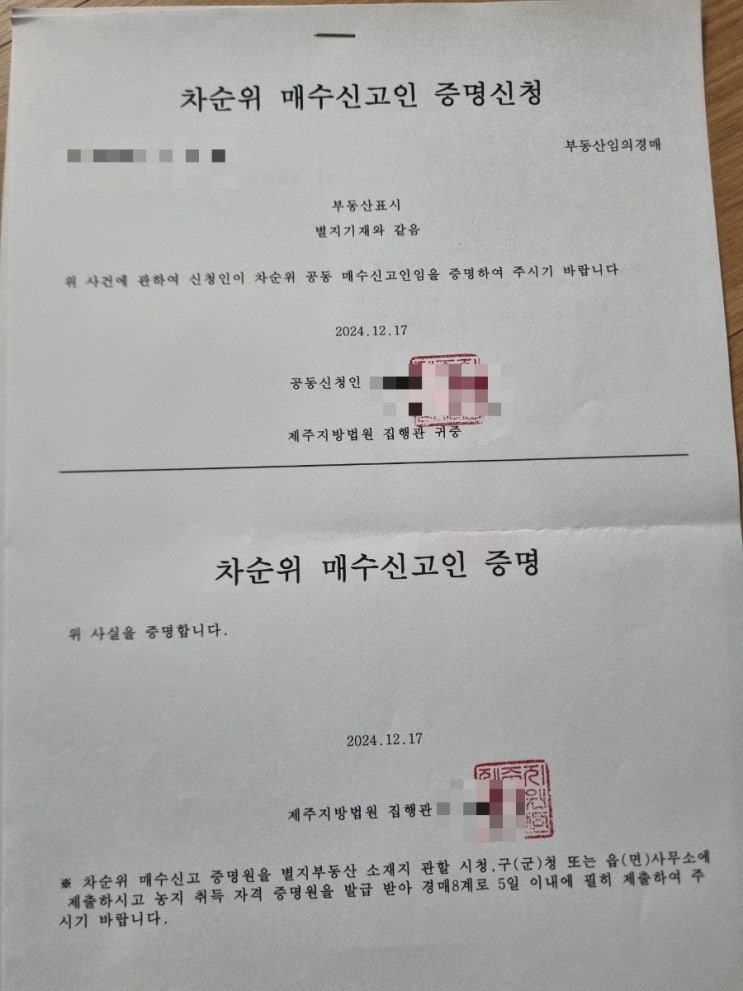 차순위 매수신고인 증명신청
부동산임의경매
부동산표시
별지기재와 같음
위 사건에 관하여 신청인이 차순위 공동 매수신고인임을 증명하여 주시기 바랍니다
2024.12.17
공동신청인
제주지방법원 집행관 귀중
차순위 매수신고인 증명
위 사실을 증명합니다.
2024.12.17
제주지방법원 집행관
※ 차순위 매수신고 증명원을 별지부동산 소재지 관할 시청,구(군)청 또는 읍(면)사무소에
제출하시고 농지 취득 자격 증명원을 발급 받아 경매8계로 5일 이내에 필히 제출하여 주
시기 바랍니다.